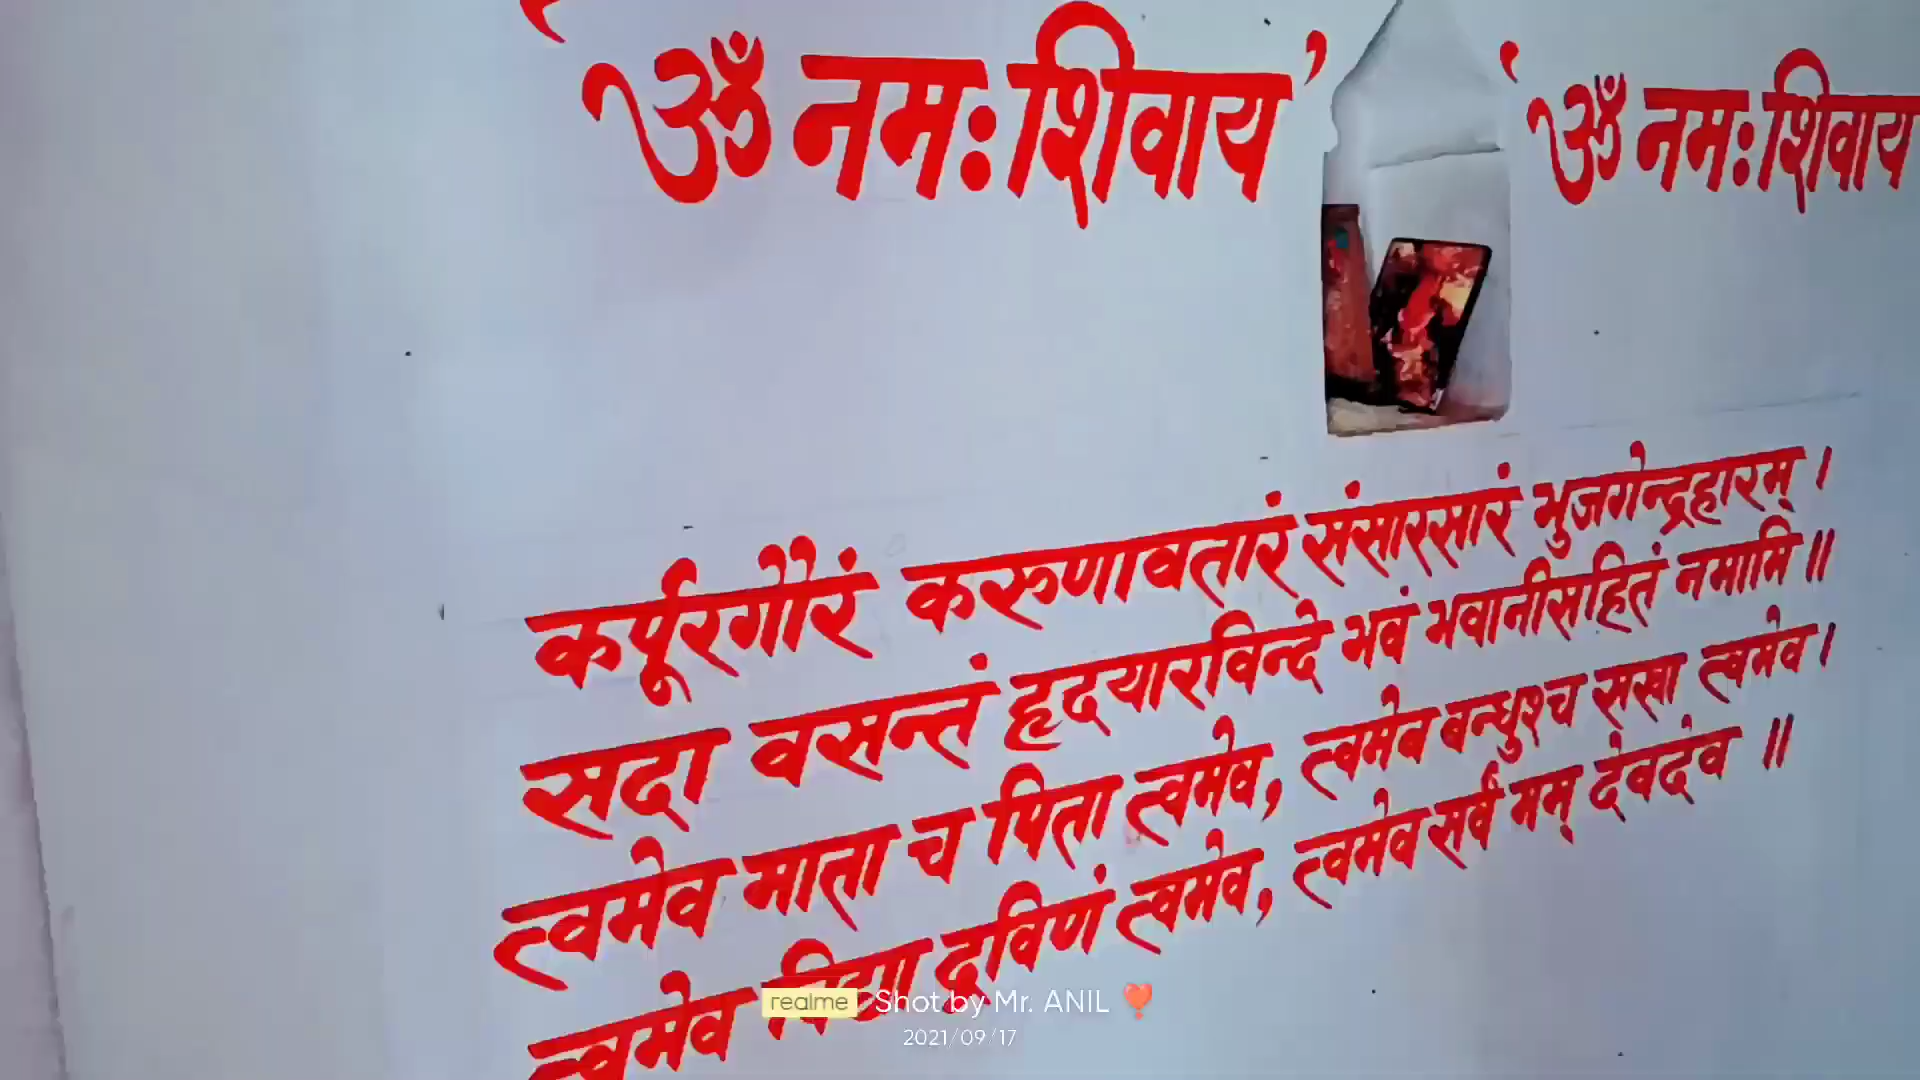 ॐ नमः शिवाय
ॐ नमः शिवाय
कर्पूरगौरं करुणावतारं संसारसारं भुजगेन्द्रहारम् ।
सदा वसन्तं हृदयारविन्दे भवं भवानीसहितं नमामि ॥
त्वमेव माता च पिता त्वमेव, त्वमेव बन्धुश्च सखा त्वमेव ।
त्वमेव विद्या द्रविणं त्वमेव, त्वमेव सर्वं मम् देवदेव ॥
realme Shot by Mr. ANIL
2021/09/17